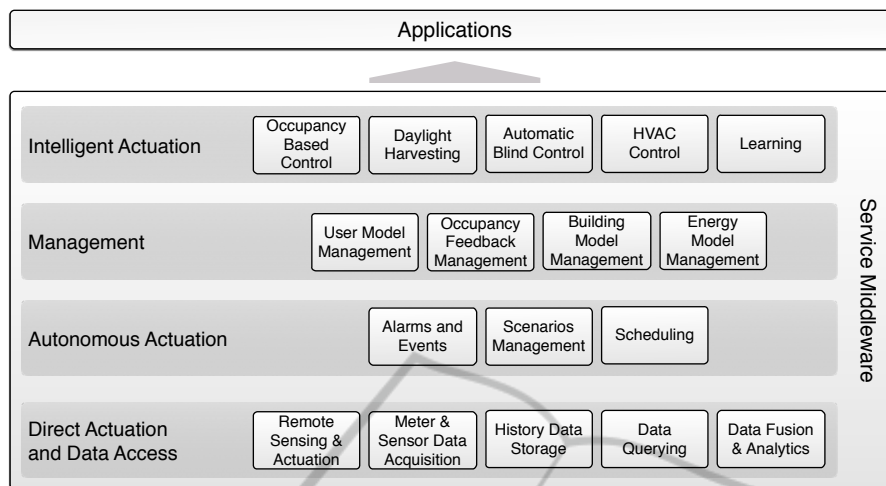 Applications
Intelligent Actuation
Occupancy
Based
Control
Daylight
Harvesting
Automatic
Blind Control
HVAC
Control
Learning
Management
User Model
Management
Occupancy
Feedback
Management
Building
Model
Management
Energy
Model
Management
Autonomous Actuation
Alarms and
Events
Scenarios
Management
Scheduling
Direct Actuation
and Data Access
Remote
Sensing &
Actuation
Meter &
Sensor Data
Acquisition
History Data
Storage
Data
Querying
Data Fusion
& Analytics
Service Middleware